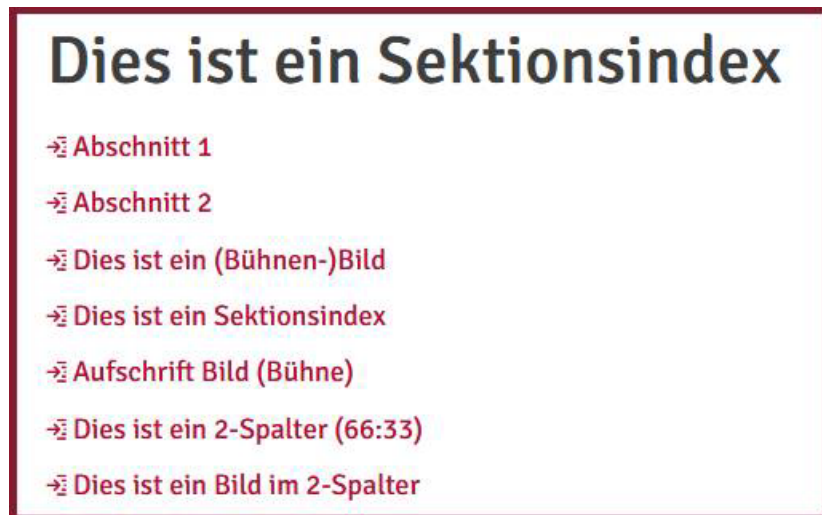 Dies ist ein Sektionsindex
Abschnitt 1
Abschnitt 2
Dies ist ein (Bühnen-)Bild
Dies ist ein Sektionsindex
Aufschrift Bild (Bühne)
Dies ist ein 2-Spalter (66:33)
Dies ist ein Bild im 2-Spalter